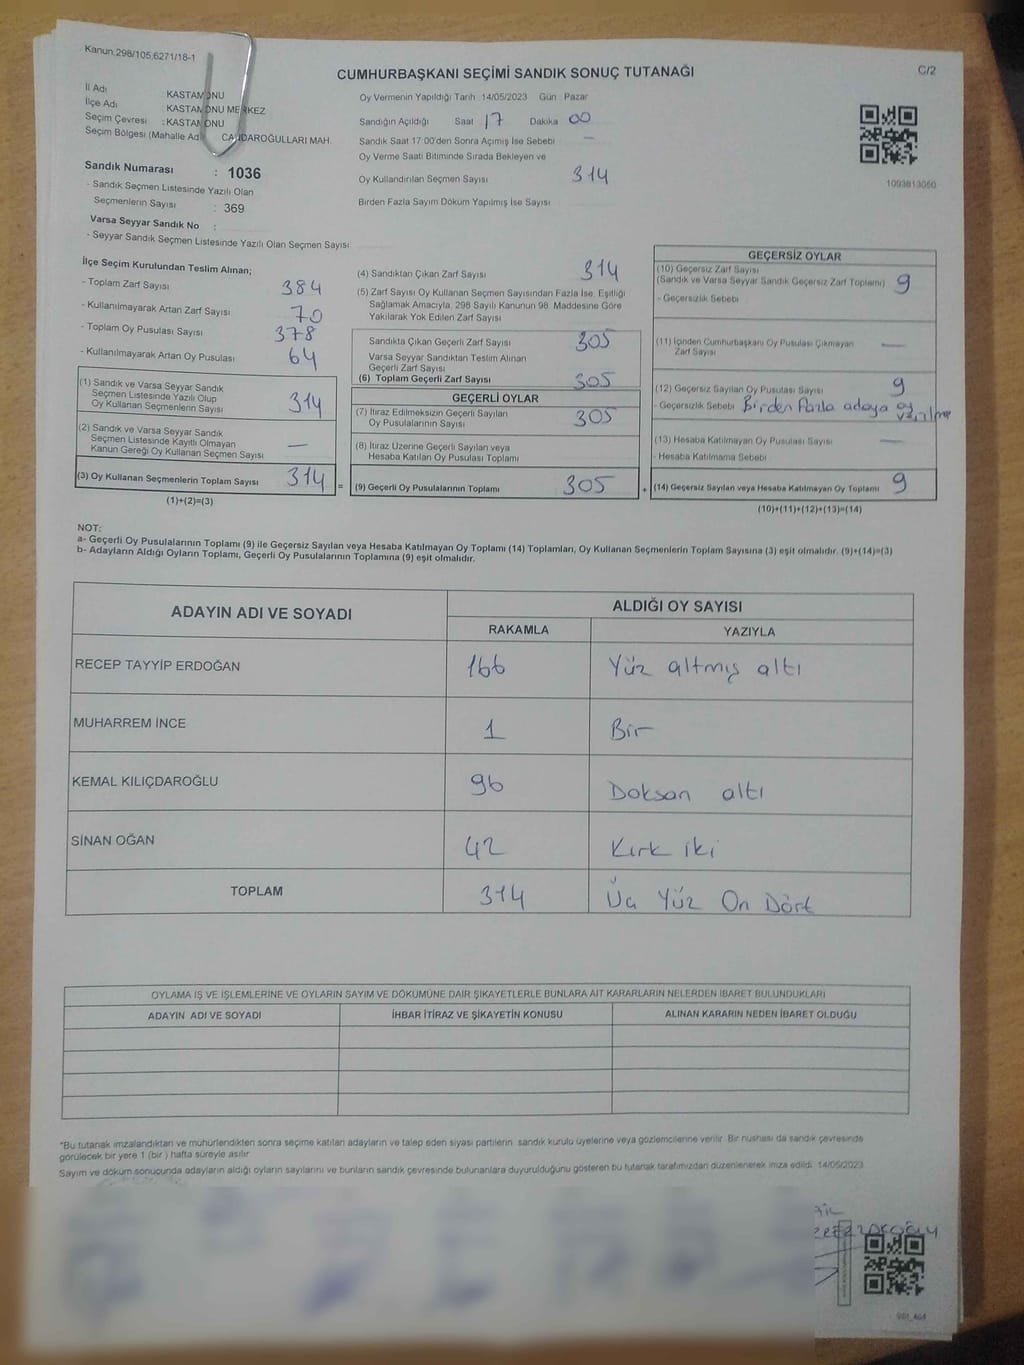 Kanun.298/105,6271/18-1
C/2
CUMHURBAŞKANI SEÇİMİ SANDIK SONUÇ TUTANAĞI
İl Adı : KASTAMONU
İlçe Adı : KASTAMONU MERKEZ
Seçim Çevresi : KASTAMONU
Seçim Bölgesi (Mahalle Ad CANDAROĞULLARI MAH.
Sandık Numarası : 1036
- Sandık Seçmen Listesinde Yazılı Olan
Seçmenlerin Sayısı : 369
Varsa Seyyar Sandık No :
- Seyyar Sandık Seçmen Listesinde Yazılı Olan Seçmen Sayısı
Oy Vermenin Yapıldığı Tarih 14/05/2023 Gün : Pazar
Sandığın Açıldığı Saat 17 Dakika 00
Sandık Saat 17:00'den Sonra Açımış İse Sebebi —
Oy Verme Saati Bitiminde Sırada Bekleyen ve
Oy Kullandırılan Seçmen Sayısı 314
Birden Fazla Sayım Döküm Yapılmış İse Sayısı
1093813060
İlçe Seçim Kurulundan Teslim Alınan;
- Toplam Zarf Sayısı 384
- Kullanılmayarak Artan Zarf Sayısı 70
- Toplam Oy Pusulası Sayısı 378
- Kullanılmayarak Artan Oy Pusulası 64
(1) Sandık ve Varsa Seyyar Sandık
Seçmen Listesinde Yazılı Olup
Oy Kullanan Seçmenlerin Sayısı 314
(2) Sandık ve Varsa Seyyar Sandık
Seçmen Listesinde Kayıtlı Olmayan
Kanun Gereği Oy Kullanan Seçmen Sayısı —
(3) Oy Kullanan Seçmenlerin Toplam Sayısı 314 =
(1)+(2)=(3)
(4) Sandıktan Çıkan Zarf Sayısı 314
(5) Zarf Sayısı Oy Kullanan Seçmen Sayısından Fazla İse, Eşitliği
Sağlamak Amacıyla, 298 Sayılı Kanunun 98. Maddesine Göre
Yakılarak Yok Edilen Zarf Sayısı
Sandıkta Çıkan Geçerli Zarf Sayısı 305
Varsa Seyyar Sandıktan Teslim Alınan
Geçerli Zarf Sayısı
(6) Toplam Geçerli Zarf Sayısı 305
GEÇERLİ OYLAR
(7) İtiraz Edilmeksizin Geçerli Sayılan
Oy Pusulalarının Sayısı 305
(8) İtiraz Üzerine Geçerli Sayılan veya
Hesaba Katılan Oy Pusulası Toplamı
(9) Geçerli Oy Pusulalarının Toplamı 305 +
GEÇERSİZ OYLAR
(10) Geçersiz Zarf Sayısı
(Sandık ve Varsa Seyyar Sandık Geçersiz Zarf Toplamı) 9
- Geçersizlik Sebebi
(11) İçinden Cumhurbaşkanı Oy Pusulası Çıkmayan
Zarf Sayısı —
(12) Geçersiz Sayılan Oy Pusulası Sayısı 9
- Geçersizlik Sebebi Birden Fazla adaya oy verilme
(13) Hesaba Katılmayan Oy Pusulası Sayısı —
- Hesaba Katılmama Sebebi
(14) Geçersiz Sayılan veya Hesaba Katılmayan Oy Toplamı 9
(10)+(11)+(12)+(13)=(14)
NOT:
a- Geçerli Oy Pusulalarının Toplamı (9) ile Geçersiz Sayılan veya Hesaba Katılmayan Oy Toplamı (14) Toplamları, Oy Kullanan Seçmenlerin Toplam Sayısına (3) eşit olmalıdır. (9)+(14)=(3)
b- Adayların Aldığı Oyların Toplamı, Geçerli Oy Pusulalarının Toplamına (9) eşit olmalıdır.
ADAYIN ADI VE SOYADI ALDIĞI OY SAYISI
RAKAMLA YAZIYLA
RECEP TAYYİP ERDOĞAN 166 Yüz altmış altı
MUHARREM İNCE 1 Bir
KEMAL KILIÇDAROĞLU 96 Doksan altı
SİNAN OĞAN 42 Kırk iki
TOPLAM 314 Üç Yüz On Dört
OYLAMA İŞ VE İŞLEMLERİNE VE OYLARIN SAYIM VE DÖKÜMÜNE DAİR ŞİKAYETLERLE BUNLARA AİT KARARLARIN NELERDEN İBARET BULUNDUKLARI
ADAYIN ADI VE SOYADI İHBAR İTİRAZ VE ŞİKAYETİN KONUSU ALINAN KARARIN NEDEN İBARET OLDUĞU
*Bu tutanak imzalandıktan ve mühürlendikten sonra seçime katılan adayların ve talep eden siyasi partilerin sandık kurulu üyelerine veya gözlemcilerine verilir. Bir nüshası da sandık çevresinde
görülecek bir yere 1 (bir ) hafta süreyle asılır.
Sayım ve döküm sonucunda adayların aldığı oyların sayılarını ve bunların sandık çevresinde bulunanlara duyurulduğunu gösteren bu tutanak tarafımızdan düzenlenerek imza edildi. 14/05/2023